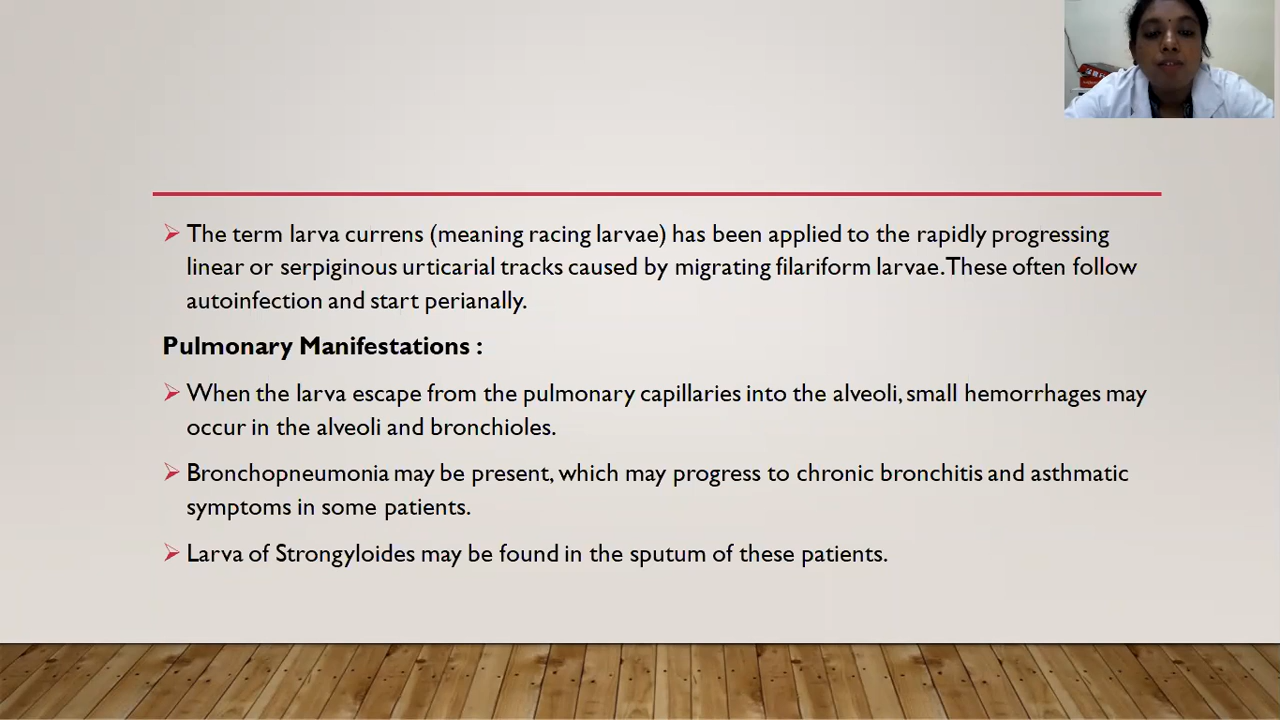 The term larva currens (meaning racing larvae) has been applied to the rapidly progressing
linear or serpiginous urticarial tracks caused by migrating filariform larvae. These often follow
autoinfection and start perianally.
Pulmonary Manifestations :
When the larva escape from the pulmonary capillaries into the alveoli, small hemorrhages may
occur in the alveoli and bronchioles.
Bronchopneumonia may be present, which may progress to chronic bronchitis and asthmatic
symptoms in some patients.
Larva of Strongyloides may be found in the sputum of these patients.